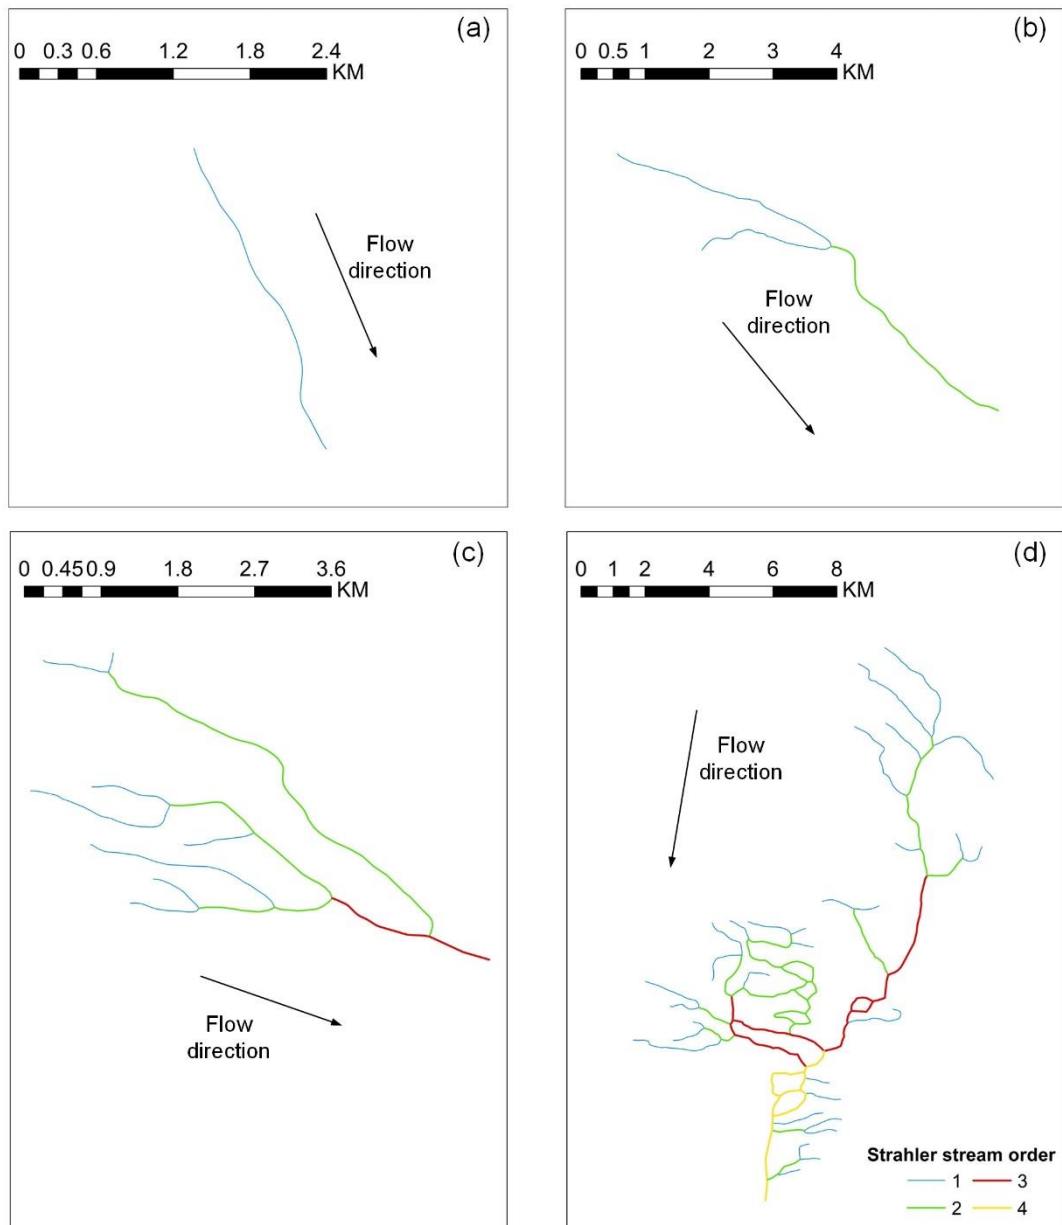 (a)
0 0.3 0.6 1.2 1.8 2.4
KM
Flow
direction
(b)
0 0.5 1 2 3 4
KM
Flow
direction
(c)
0 0.45 0.9 1.8 2.7 3.6
KM
Flow
direction
(d)
0 1 2 4 6 8
KM
Flow
direction
Strahler stream order
1 3
2 4